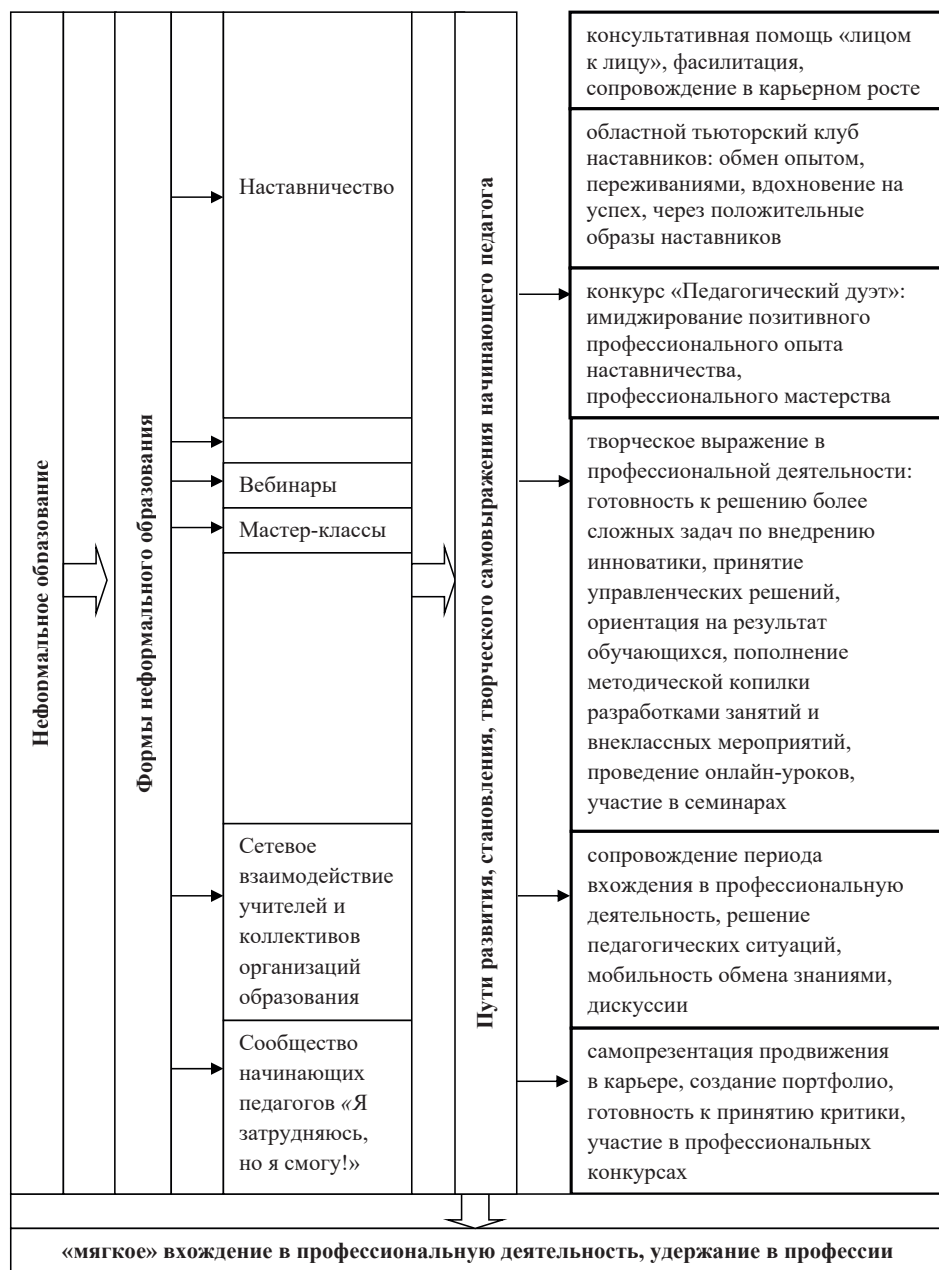 Неформальное образование
Формы неформального образования
Наставничество
Вебинары
Мастер-классы
Сетевое
взаимодействие
учителей и
коллективов
организаций
образования
Сообщество
начинающих
педагогов «Я
затрудняюсь,
но я смогу!»
Пути развития, становления, творческого самовыражения начинающего педагога
консультативная помощь «лицом
к лицу», фасилитация,
сопровождение в карьерном росте
областной тьюторский клуб
наставников: обмен опытом,
переживаниями, вдохновение на
успех, через положительные
образы наставников
конкурс «Педагогический дуэт»:
имиджирование позитивного
профессионального опыта
наставничества,
профессионального мастерства
творческое выражение в
профессиональной деятельности:
готовность к решению более
сложных задач по внедрению
инноватики, принятие
управленческих решений,
ориентация на результат
обучающихся, пополнение
методической копилки
разработками занятий и
внеклассных мероприятий,
проведение онлайн-уроков,
участие в семинарах
сопровождение периода
вхождения в профессиональную
деятельность, решение
педагогических ситуаций,
мобильность обмена знаниями,
дискуссии
самопрезентация продвижения
в карьере, создание портфолио,
готовность к принятию критики,
участие в профессиональных
конкурсах
«мягкое» вхождение в профессиональную деятельность, удержание в профессии